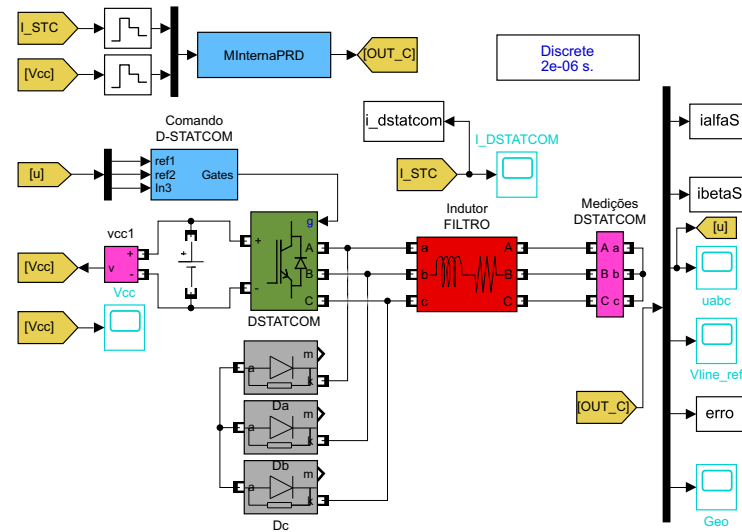 I_STC
MInternaPRD
[OUT_C]
[Vcc]
Discrete
2e-06 s.
i_dstatcom
I_DSTATCOM
I_STC
Comando
D-STATCOM
[u]
ref1
ref2
In3
Gates
ialfaS
ibetaS
[u]
uabc
Vline_ref
erro
Geo
vcc1
[Vcc]
v
+
-
Vcc
[Vcc]
+
+
-
g
A
B
C
DSTATCOM
Indutor
FILTRO
a
b
c
A
B
C
Medições
DSTATCOM
A a
B b
C c
[OUT_C]
m
a
k
Da
m
a
k
Db
m
a
k
Dc